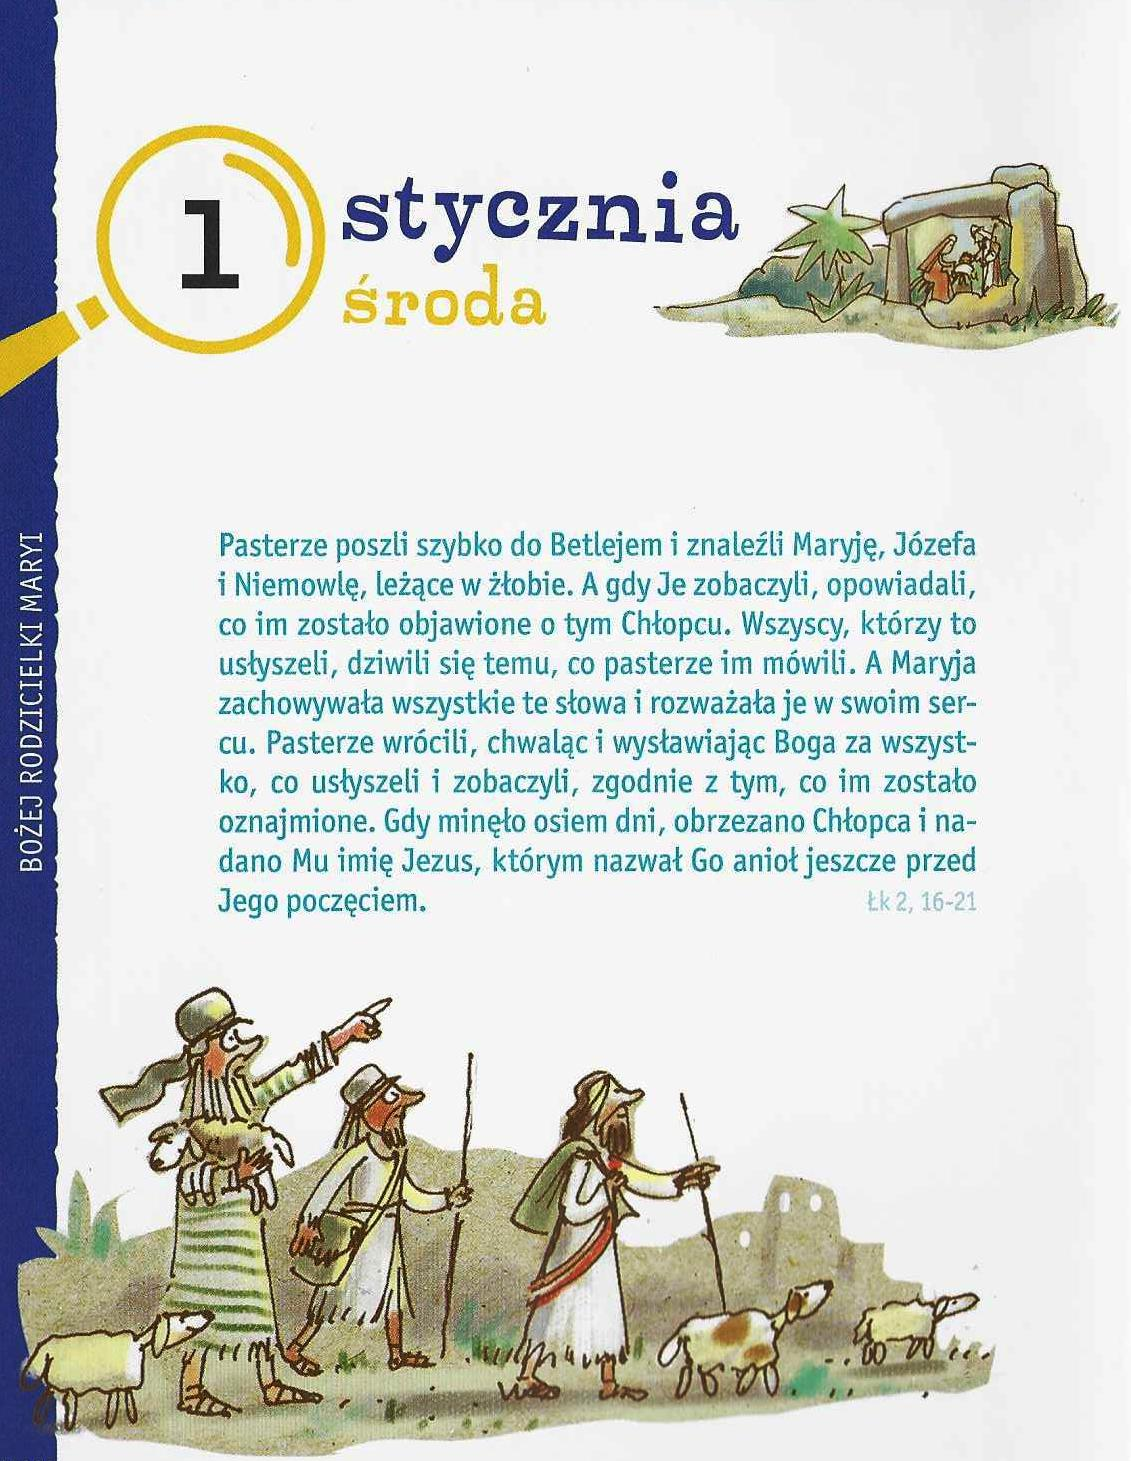 1
stycznia
środa
BOŻEJ RODZICIELKI MARYI
Pasterze poszli szybko do Betlejem i znaleźli Maryję, Józefa
i Niemowlę, leżące w żłobie. A gdy Je zobaczyli, opowiadali,
co im zostało objawione o tym Chłopcu. Wszyscy, którzy to
usłyszeli, dziwili się temu, co pasterze im mówili. A Maryja
zachowywała wszystkie te słowa i rozważała je w swoim ser-
cu. Pasterze wrócili, chwaląc i wysławiając Boga za wszyst-
ko, co usłyszeli i zobaczyli, zgodnie z tym, co im zostało
oznajmione. Gdy minęło osiem dni, obrzezano Chłopca i na-
dano Mu imię Jezus, którym nazwał Go anioł jeszcze przed
Jego poczęciem.
Łk 2, 16-21